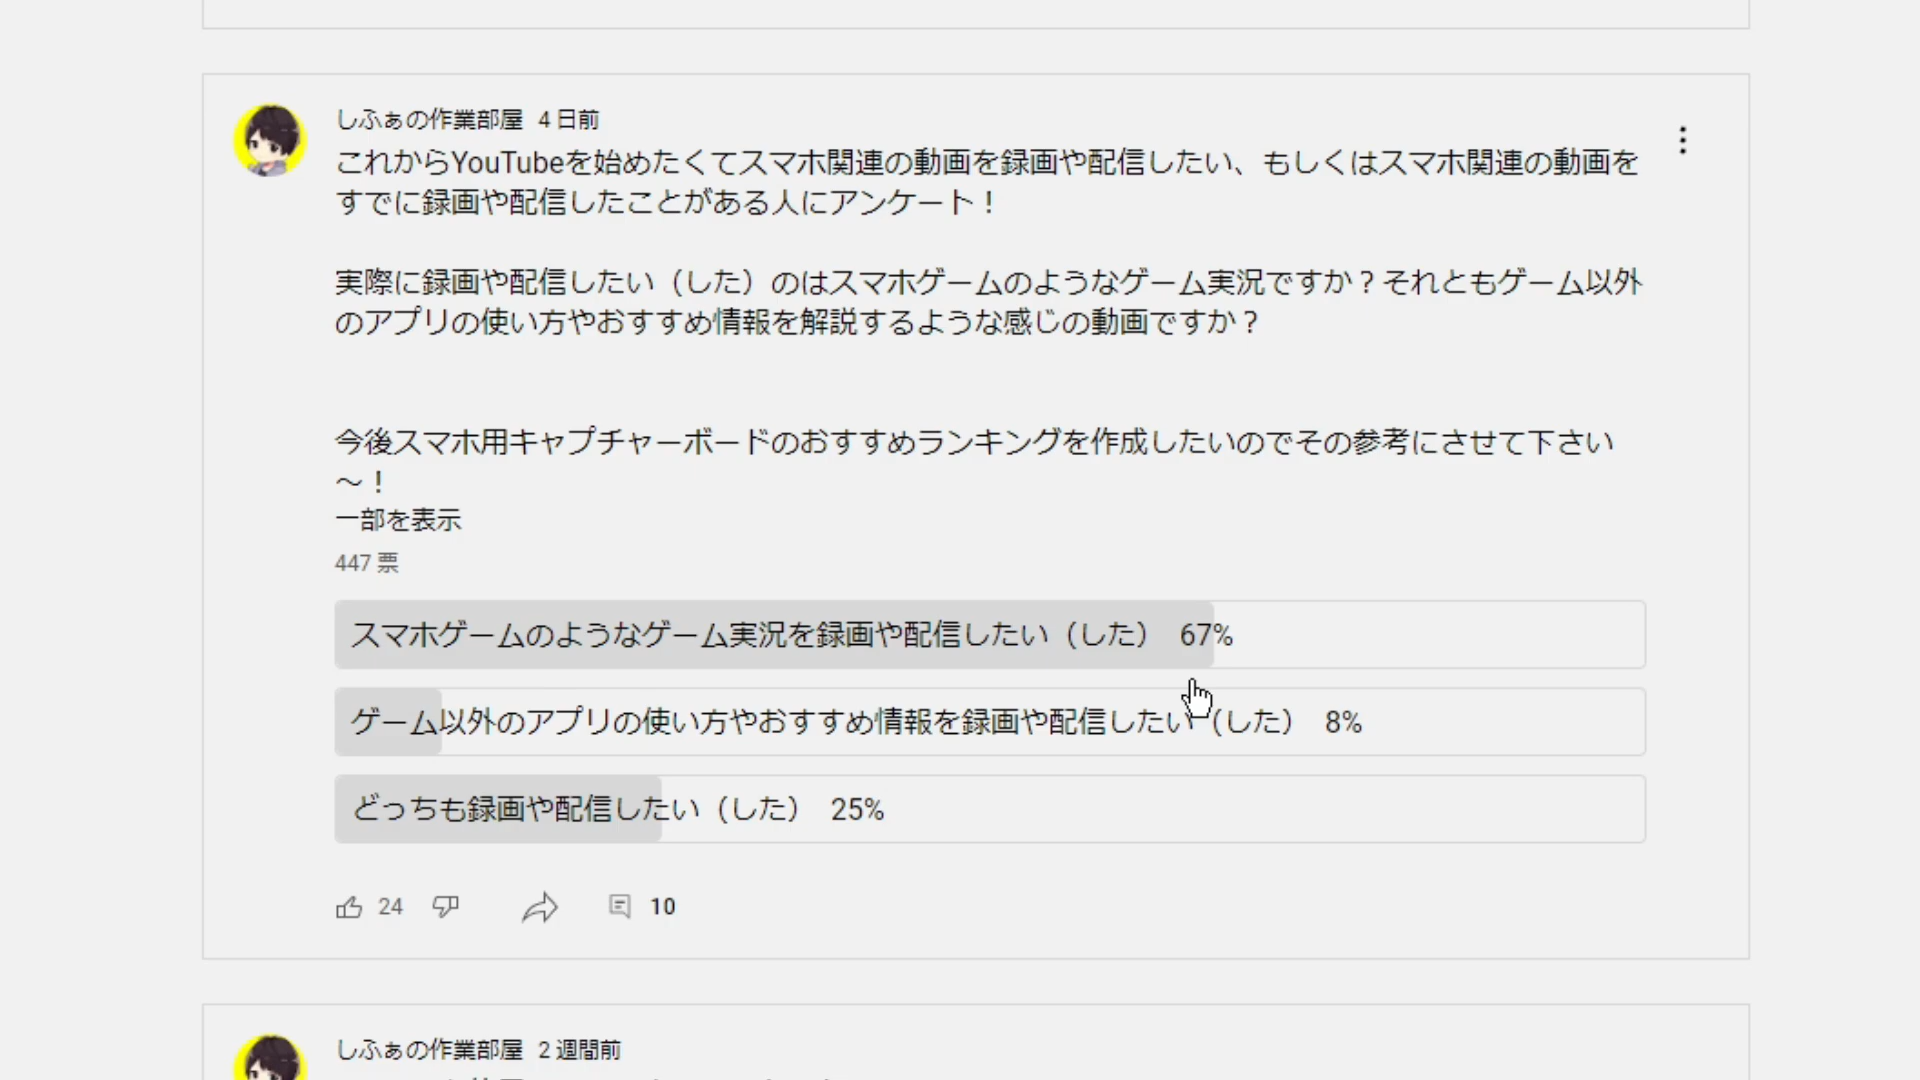 しふぁの作業部屋 4 日前
これからYouTubeを始めたくてスマホ関連の動画を録画や配信したい、もしくはスマホ関連の動画を
すでに録画や配信したことがある人にアンケート！
実際に録画や配信したい（した）のはスマホゲームのようなゲーム実況ですか？それともゲーム以外
のアプリの使い方やおすすめ情報を解説するような感じの動画ですか？
今後スマホ用キャプチャーボードのおすすめランキングを作成したいのでその参考にさせて下さい
～！
一部を表示
447 票
スマホゲームのようなゲーム実況を録画や配信したい（した） 67%
ゲーム以外のアプリの使い方やおすすめ情報を録画や配信したい（した） 8%
どっちも録画や配信したい（した） 25%
24 10
しふぁの作業部屋 2 週間前